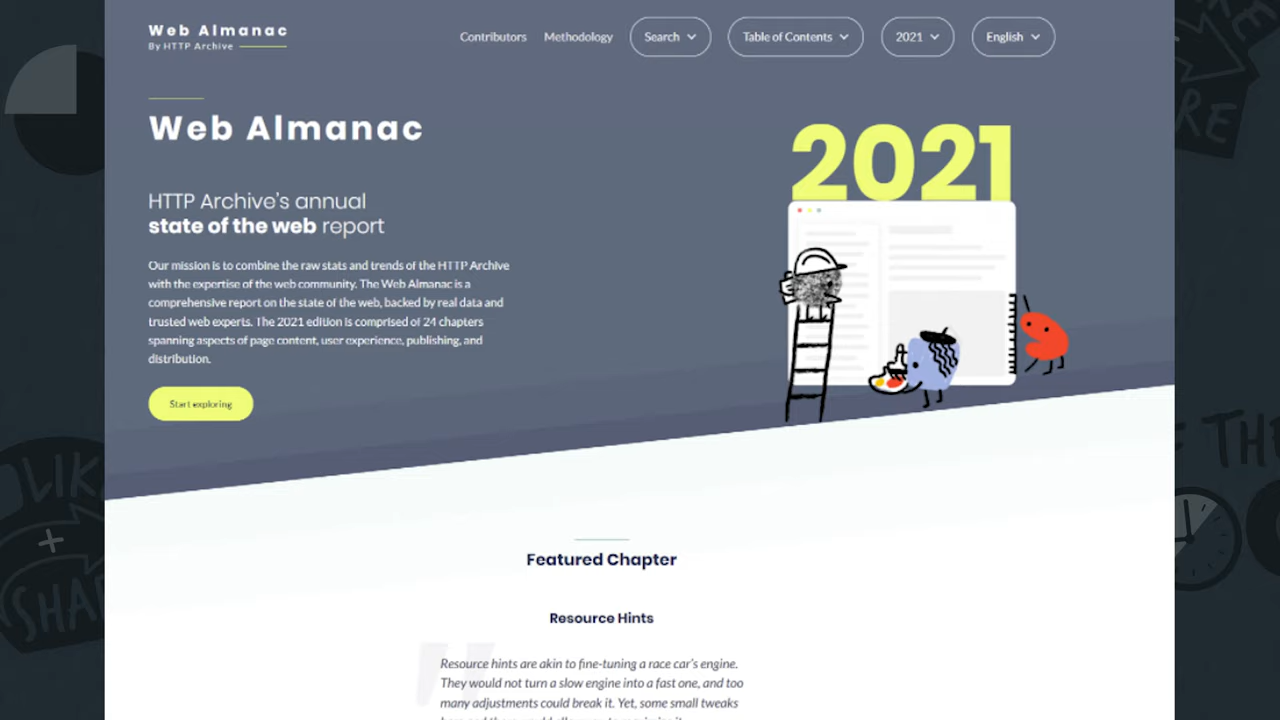 Web Almanac
By HTTP Archive
Contributors
Methodology
Search
Table of Contents
2021
English
Web Almanac
2021
HTTP Archive's annual
state of the web report
Our mission is to combine the raw stats and trends of the HTTP Archive
with the expertise of the web community. The Web Almanac is a
comprehensive report on the state of the web, backed by real data and
trusted web experts. The 2021 edition is comprised of 24 chapters
spanning aspects of page content, user experience, publishing, and
distribution.
Start exploring
Featured Chapter
Resource Hints
Resource hints are akin to fine-tuning a race car's engine.
They would not turn a slow engine into a fast one, and too
many adjustments could break it. Yet, some small tweaks